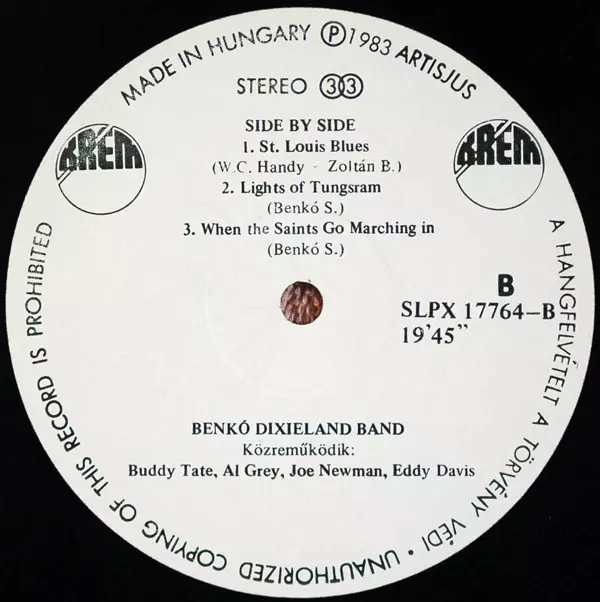 MADE IN HUNGARY Ⓟ 1983 ARTISJUS
STEREO 33
KRÉM
KRÉM
SIDE BY SIDE
1. St. Louis Blues
(W.C. Handy - Zoltán B.)
2. Lights of Tungsram
(Benkó S.)
3. When the Saints Go Marching in
(Benkó S.)
B
SLPX 17764-B
19'45"
BENKÓ DIXIELAND BAND
Közreműködik:
Buddy Tate, Al Grey, Joe Newman, Eddy Davis
A HANGFELVÉTELT A TÖRVÉNY VÉDI • UNAUTHORIZED COPYING OF THIS RECORD IS PROHIBITED